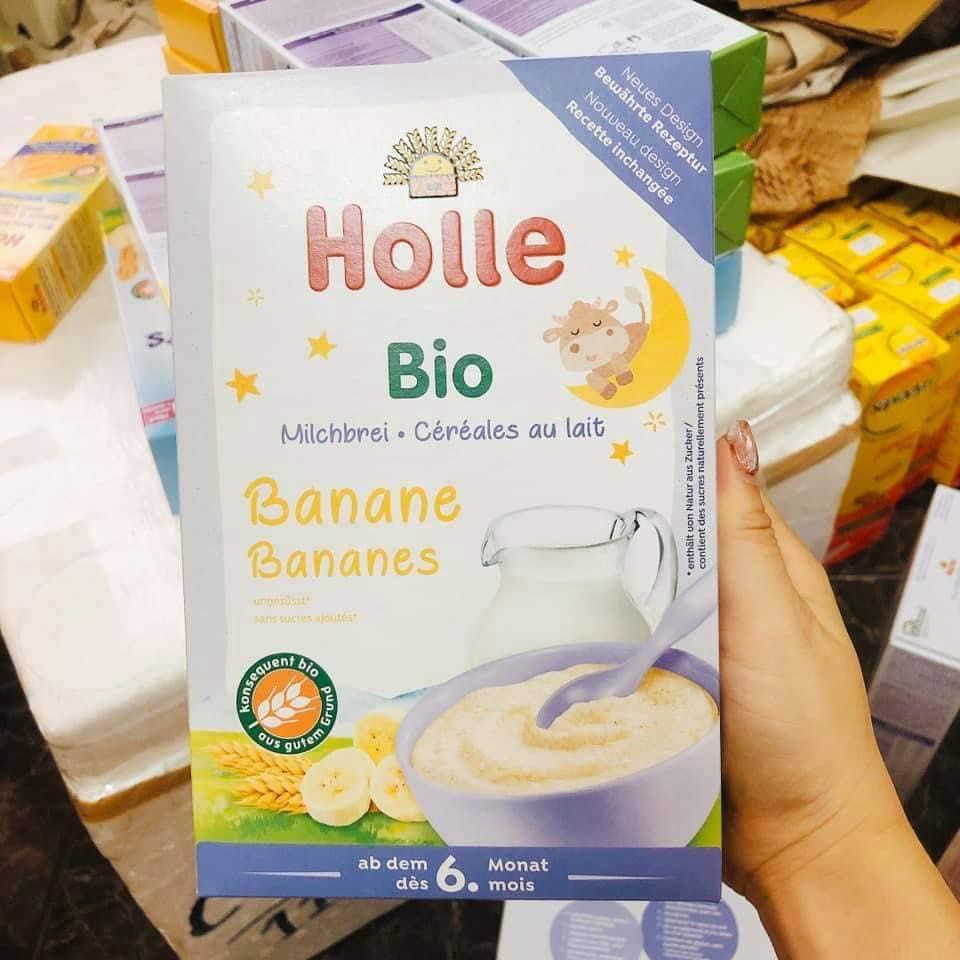 Neues Design
Bewährte Rezeptur
Nouveau design
Recette inchangée
Holle
Bio
Milchbrei • Céréales au lait
Banane
Bananes
ungesüsst*
sans sucres ajoutés*
* enthält von Natur aus Zucker/
contient des sucres naturellement présents
konsequent bio
aus gutem Grund
ab dem 6. Monat
dès mois